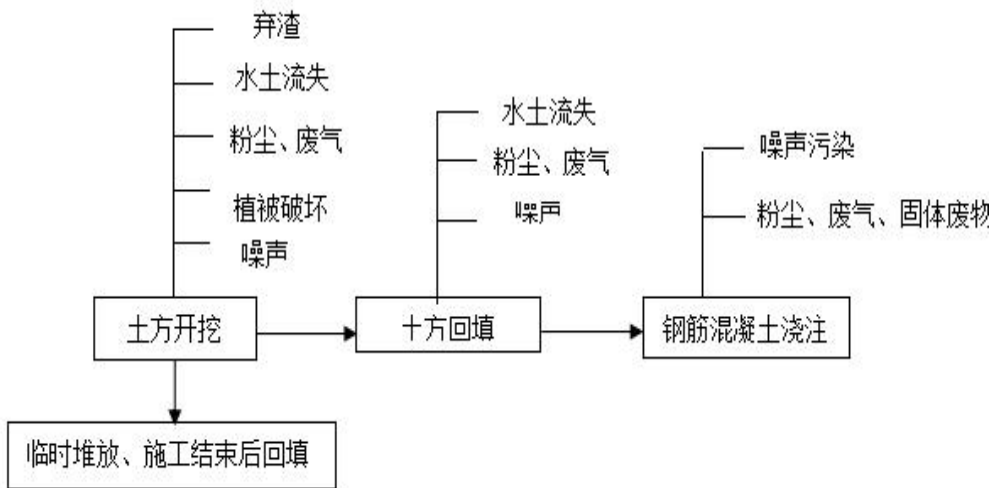 弃渣
水土流失
粉尘、废气
植被破坏
噪声
水土流失
粉尘、废气
噪声
噪声污染
粉尘、废气、固体废物
土方开挖
十方回填
钢筋混凝土浇注
临时堆放、施工结束后回填